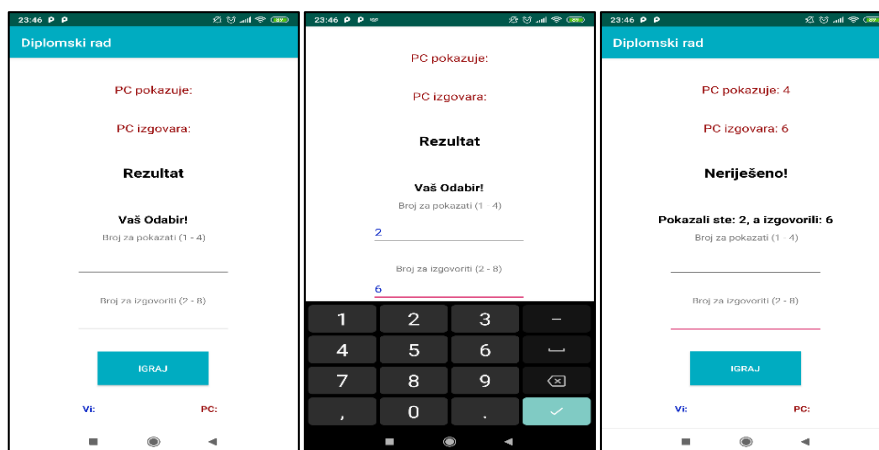 23:46
89
Diplomski rad
PC pokazuje:
PC izgovara:
Rezultat
Vaš Odabir!
Broj za pokazati (1 - 4)
Broj za izgovoriti (2 - 8)
IGRAJ
Vi: PC:
23:46
89
PC pokazuje:
PC izgovara:
Rezultat
Vaš Odabir!
Broj za pokazati (1 - 4)
2
Broj za izgovoriti (2 - 8)
6
1 2 3 –
4 5 6
7 8 9
, 0 .
23:46
89
Diplomski rad
PC pokazuje: 4
PC izgovara: 6
Neriješeno!
Pokazali ste: 2, a izgovorili: 6
Broj za pokazati (1 - 4)
Broj za izgovoriti (2 - 8)
IGRAJ
Vi: PC: